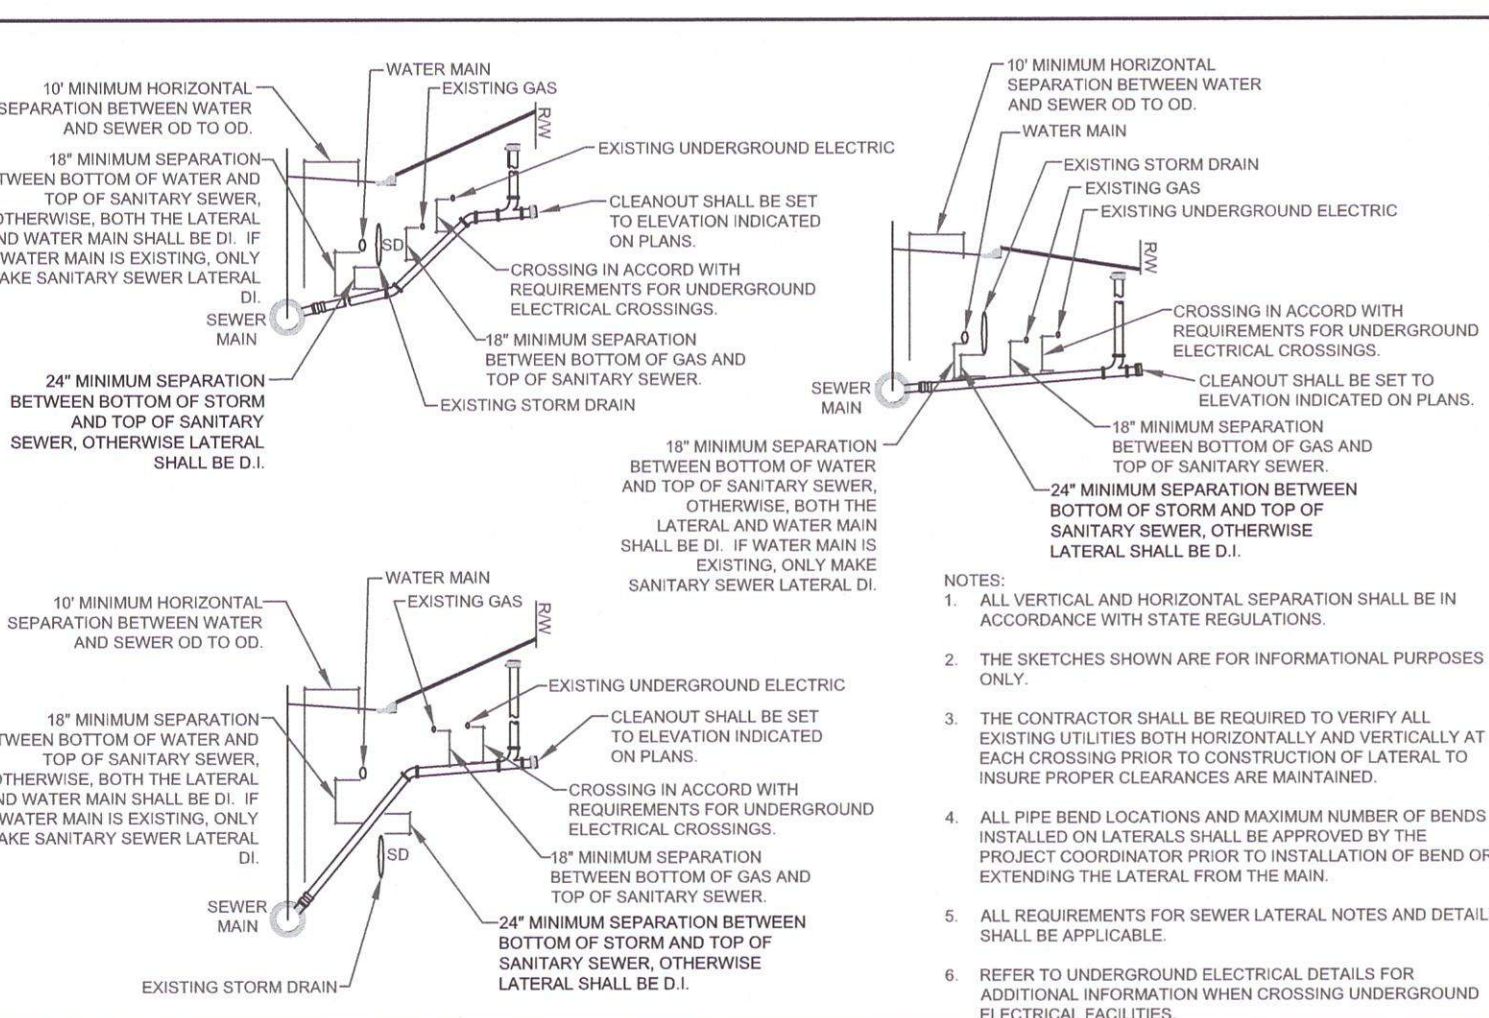 10' MINIMUM HORIZONTAL
SEPARATION BETWEEN WATER
AND SEWER OD TO OD.
WATER MAIN
EXISTING GAS
R/W
EXISTING UNDERGROUND ELECTRIC
18" MINIMUM SEPARATION
BOTTOM OF WATER AND
TOP OF SANITARY SEWER,
BOTH THE LATERAL
WATER MAIN SHALL BE DI. IF
WATER MAIN IS EXISTING, ONLY
SANITARY SEWER LATERAL
DI.
SD
CLEANOUT SHALL BE SET
TO ELEVATION INDICATED
ON PLANS.
CROSSING IN ACCORD WITH
REQUIREMENTS FOR UNDERGROUND
ELECTRICAL CROSSINGS.
SEWER
MAIN
18" MINIMUM SEPARATION
BETWEEN BOTTOM OF GAS AND
TOP OF SANITARY SEWER.
24" MINIMUM SEPARATION
BETWEEN BOTTOM OF STORM
AND TOP OF SANITARY
SEWER, OTHERWISE LATERAL
SHALL BE D.I.
EXISTING STORM DRAIN
10' MINIMUM HORIZONTAL
SEPARATION BETWEEN WATER
AND SEWER OD TO OD.
WATER MAIN
EXISTING STORM DRAIN
EXISTING GAS
EXISTING UNDERGROUND ELECTRIC
R/W
CROSSING IN ACCORD WITH
REQUIREMENTS FOR UNDERGROUND
ELECTRICAL CROSSINGS.
SEWER
MAIN
CLEANOUT SHALL BE SET TO
ELEVATION INDICATED ON PLANS.
18" MINIMUM SEPARATION
BETWEEN BOTTOM OF GAS AND
TOP OF SANITARY SEWER.
18" MINIMUM SEPARATION
BETWEEN BOTTOM OF WATER
AND TOP OF SANITARY SEWER,
OTHERWISE, BOTH THE
LATERAL AND WATER MAIN
SHALL BE DI. IF WATER MAIN IS
EXISTING, ONLY MAKE
SANITARY SEWER LATERAL DI.
24" MINIMUM SEPARATION BETWEEN
BOTTOM OF STORM AND TOP OF
SANITARY SEWER, OTHERWISE
LATERAL SHALL BE D.I.
10' MINIMUM HORIZONTAL
SEPARATION BETWEEN WATER
AND SEWER OD TO OD.
WATER MAIN
EXISTING GAS
R/W
EXISTING UNDERGROUND ELECTRIC
18" MINIMUM SEPARATION
BOTTOM OF WATER AND
TOP OF SANITARY SEWER,
BOTH THE LATERAL
WATER MAIN SHALL BE DI. IF
WATER MAIN IS EXISTING, ONLY
SANITARY SEWER LATERAL
DI.
CLEANOUT SHALL BE SET
TO ELEVATION INDICATED
ON PLANS.
CROSSING IN ACCORD WITH
REQUIREMENTS FOR UNDERGROUND
ELECTRICAL CROSSINGS.
SD
18" MINIMUM SEPARATION
BETWEEN BOTTOM OF GAS AND
TOP OF SANITARY SEWER.
SEWER
MAIN
24" MINIMUM SEPARATION BETWEEN
BOTTOM OF STORM AND TOP OF
SANITARY SEWER, OTHERWISE
LATERAL SHALL BE D.I.
EXISTING STORM DRAIN
NOTES:
1. ALL VERTICAL AND HORIZONTAL SEPARATION SHALL BE IN
ACCORDANCE WITH STATE REGULATIONS.
2. THE SKETCHES SHOWN ARE FOR INFORMATIONAL PURPOSES
ONLY.
3. THE CONTRACTOR SHALL BE REQUIRED TO VERIFY ALL
EXISTING UTILITIES BOTH HORIZONTALLY AND VERTICALLY AT
EACH CROSSING PRIOR TO CONSTRUCTION OF LATERAL TO
INSURE PROPER CLEARANCES ARE MAINTAINED.
4. ALL PIPE BEND LOCATIONS AND MAXIMUM NUMBER OF BENDS
INSTALLED ON LATERALS SHALL BE APPROVED BY THE
PROJECT COORDINATOR PRIOR TO INSTALLATION OF BEND OR
EXTENDING THE LATERAL FROM THE MAIN.
5. ALL REQUIREMENTS FOR SEWER LATERAL NOTES AND DETAIL
SHALL BE APPLICABLE.
6. REFER TO UNDERGROUND ELECTRICAL DETAILS FOR
ADDITIONAL INFORMATION WHEN CROSSING UNDERGROUND
ELECTRICAL FACILITIES.